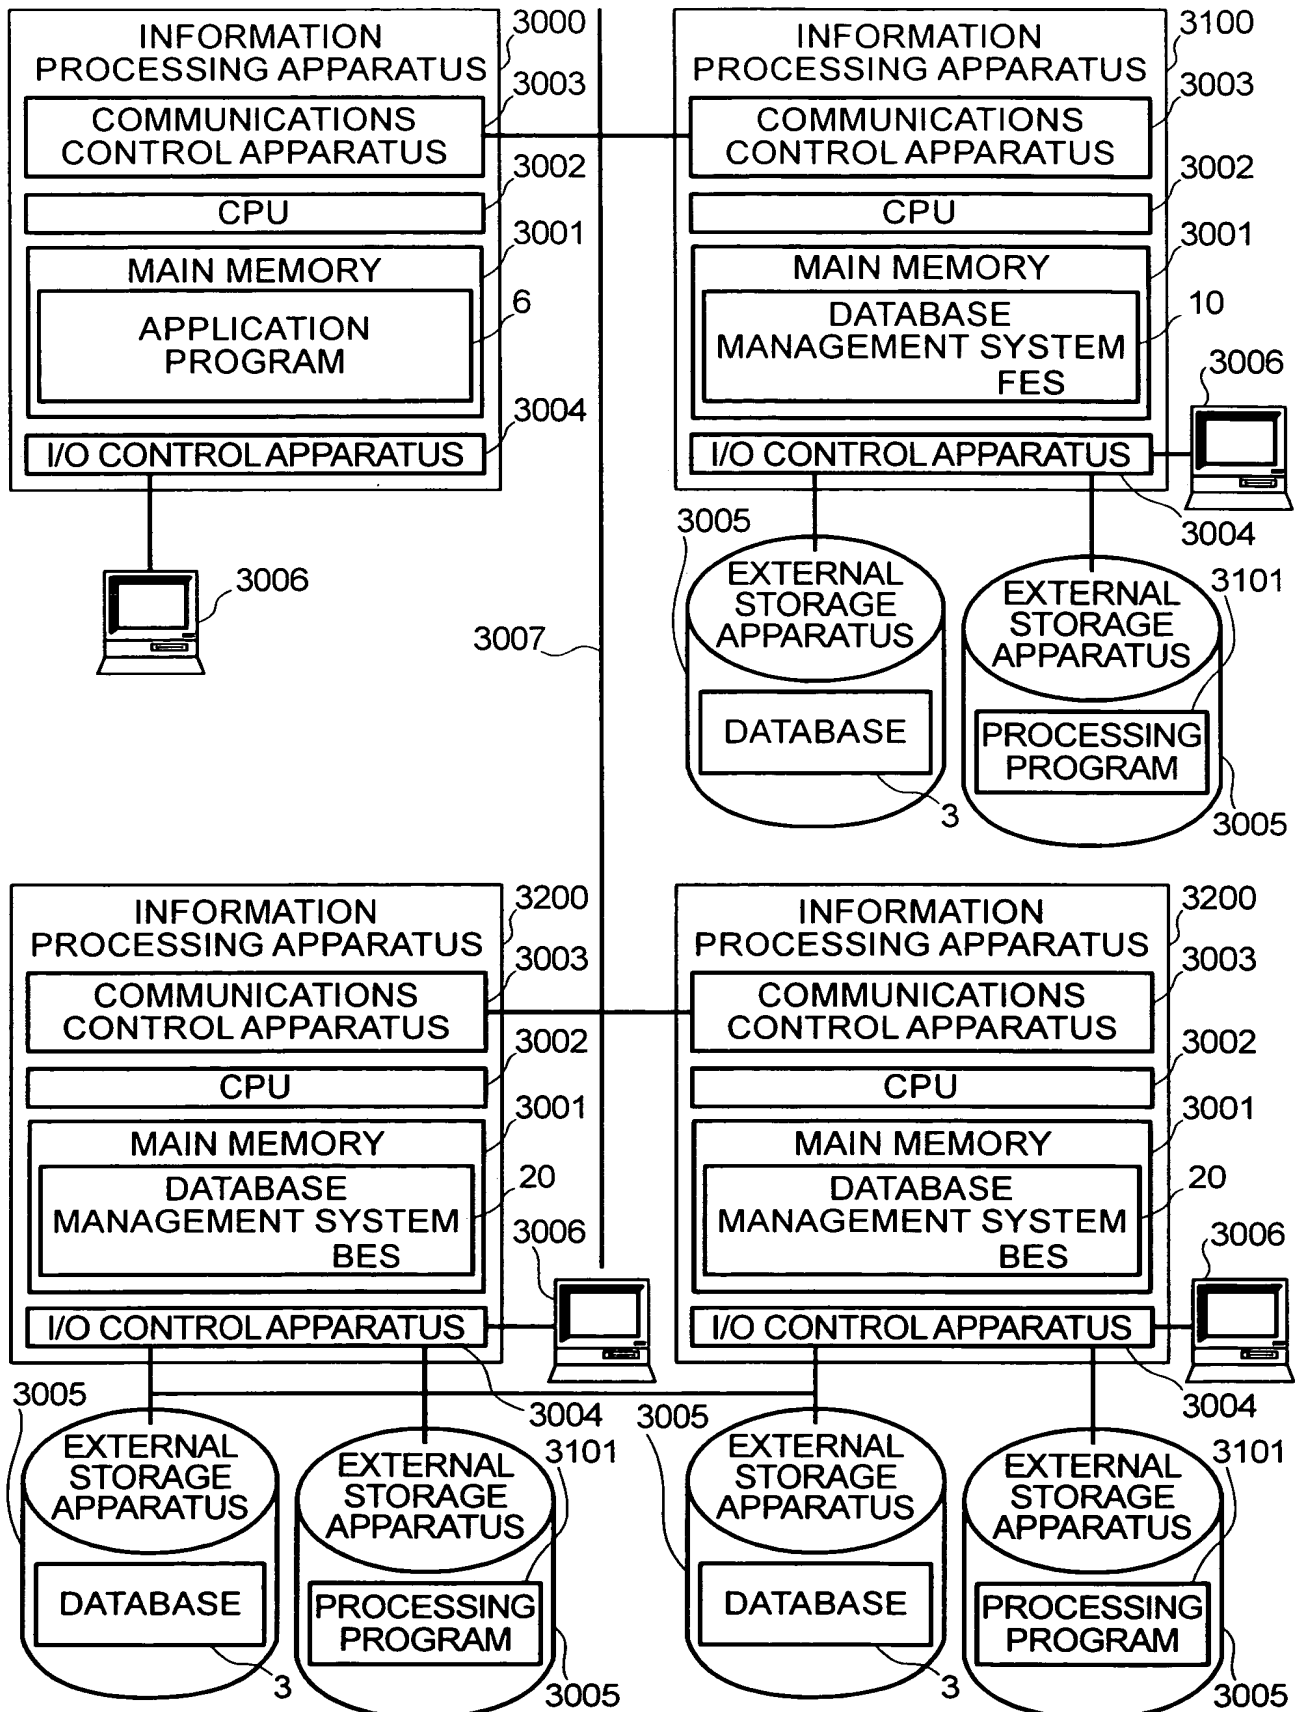 INFORMATION
PROCESSING APPARATUS
3000
COMMUNICATIONS
CONTROL APPARATUS
3003
CPU
3002
MAIN MEMORY
3001
APPLICATION
PROGRAM
6
I/O CONTROL APPARATUS
3004
3006
3007
INFORMATION
PROCESSING APPARATUS
3100
COMMUNICATIONS
CONTROL APPARATUS
3003
CPU
3002
MAIN MEMORY
3001
DATABASE
MANAGEMENT SYSTEM
FES
10
I/O CONTROL APPARATUS
3006
3004
3005
EXTERNAL
STORAGE
APPARATUS
DATABASE
3
3101
EXTERNAL
STORAGE
APPARATUS
PROCESSING
PROGRAM
3005
INFORMATION
PROCESSING APPARATUS
3200
COMMUNICATIONS
CONTROL APPARATUS
3003
CPU
3002
MAIN MEMORY
3001
DATABASE
MANAGEMENT SYSTEM
BES
20
3006
I/O CONTROL APPARATUS
3004
3005
EXTERNAL
STORAGE
APPARATUS
DATABASE
3
3101
EXTERNAL
STORAGE
APPARATUS
PROCESSING
PROGRAM
3005
INFORMATION
PROCESSING APPARATUS
3200
COMMUNICATIONS
CONTROL APPARATUS
3003
CPU
3002
MAIN MEMORY
3001
DATABASE
MANAGEMENT SYSTEM
BES
20
3006
I/O CONTROL APPARATUS
3004
3005
EXTERNAL
STORAGE
APPARATUS
DATABASE
3
3101
EXTERNAL
STORAGE
APPARATUS
PROCESSING
PROGRAM
3005